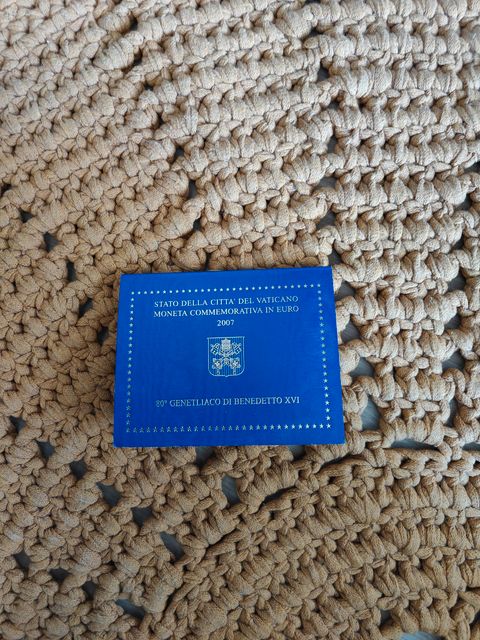 STATO DELLA CITTA' DEL VATICANO
MONETA COMMEMORATIVA IN EURO
2007
80° GENETLIACO DI BENEDETTO XVI